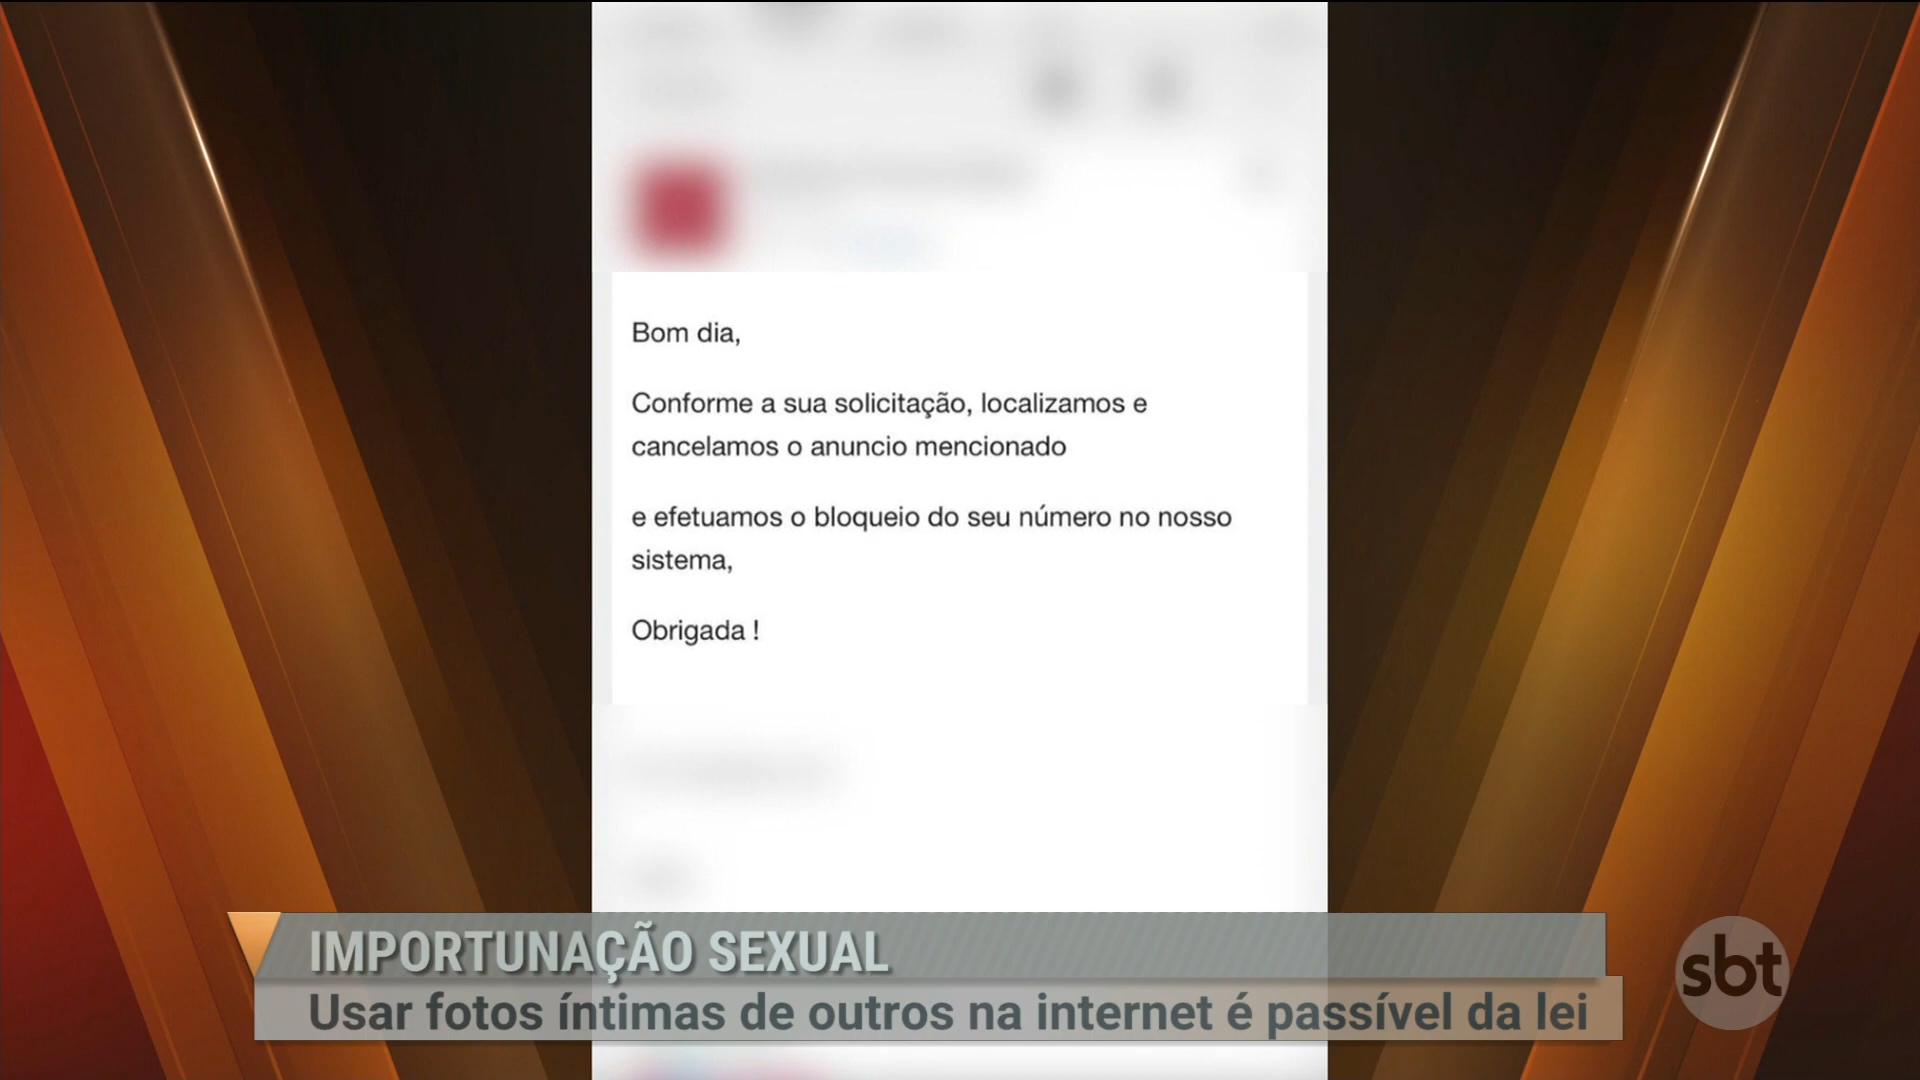 Bom dia,
Conforme a sua solicitação, localizamos e
cancelamos o anuncio mencionado
e efetuamos o bloqueio do seu número no nosso
sistema,
Obrigada !
IMPORTUNAÇÃO SEXUAL
Usar fotos íntimas de outros na internet é passível da lei
sbt